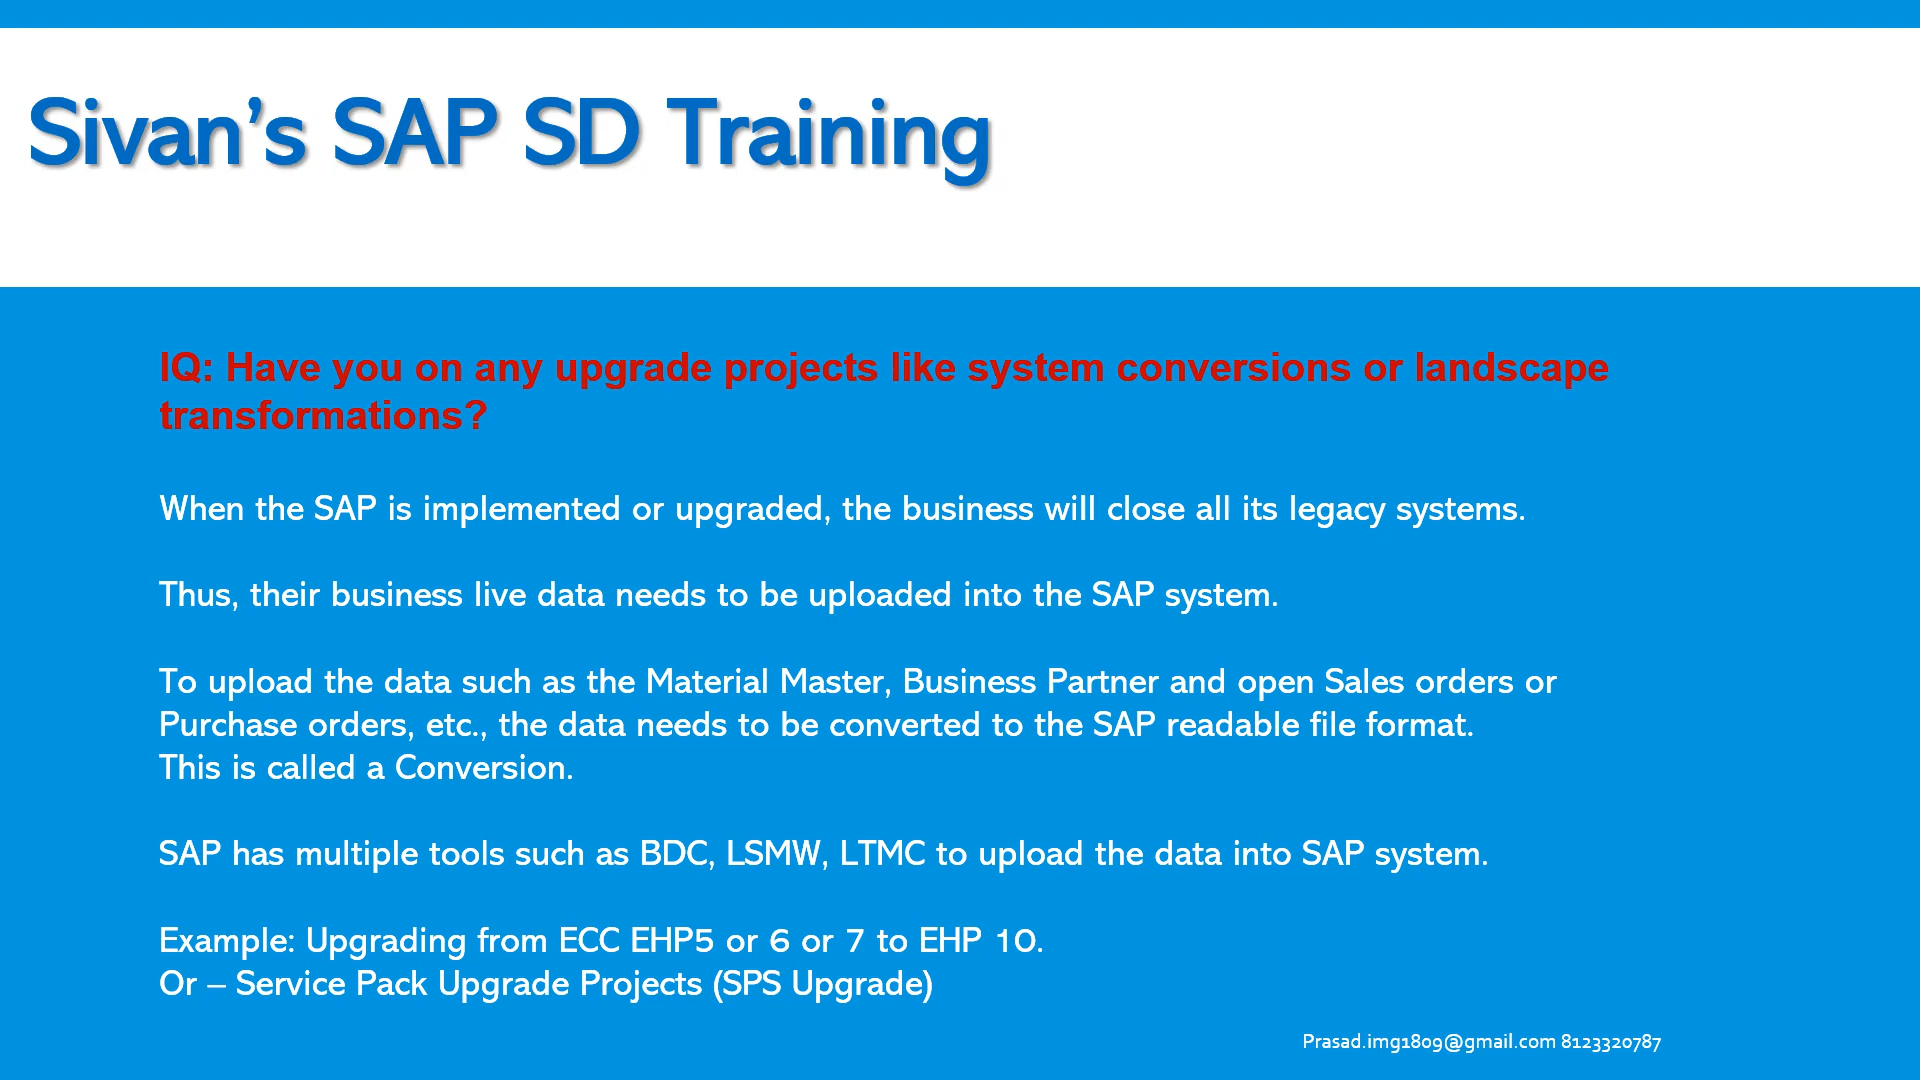 Sivan’s SAP SD Training
IQ: Have you on any upgrade projects like system conversions or landscape
transformations?
When the SAP is implemented or upgraded, the business will close all its legacy systems.
Thus, their business live data needs to be uploaded into the SAP system.
To upload the data such as the Material Master, Business Partner and open Sales orders or
Purchase orders, etc., the data needs to be converted to the SAP readable file format.
This is called a Conversion.
SAP has multiple tools such as BDC, LSMW, LTMC to upload the data into SAP system.
Example: Upgrading from ECC EHP5 or 6 or 7 to EHP 10.
Or – Service Pack Upgrade Projects (SPS Upgrade)
Prasad.img1809@gmail.com 8123320787